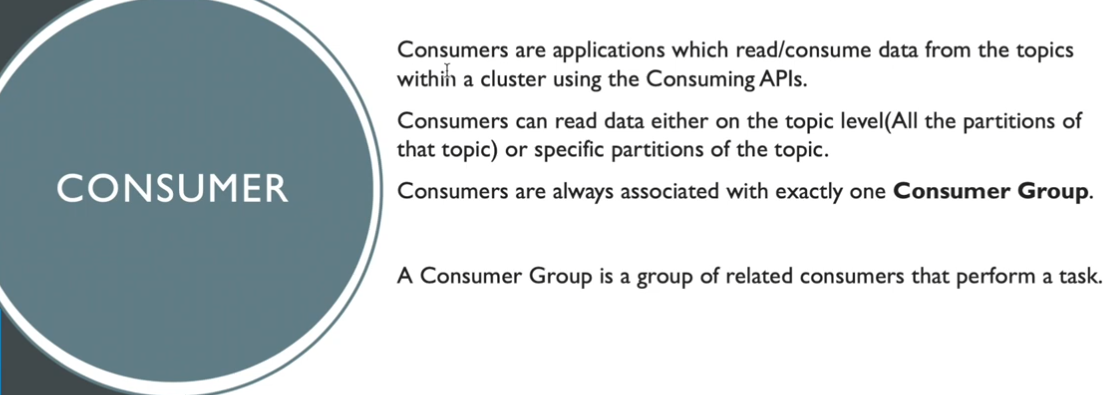 CONSUMER
Consumers are applications which read/consume data from the topics
within a cluster using the Consuming APIs.
Consumers can read data either on the topic level(All the partitions of
that topic) or specific partitions of the topic.
Consumers are always associated with exactly one Consumer Group.
A Consumer Group is a group of related consumers that perform a task.